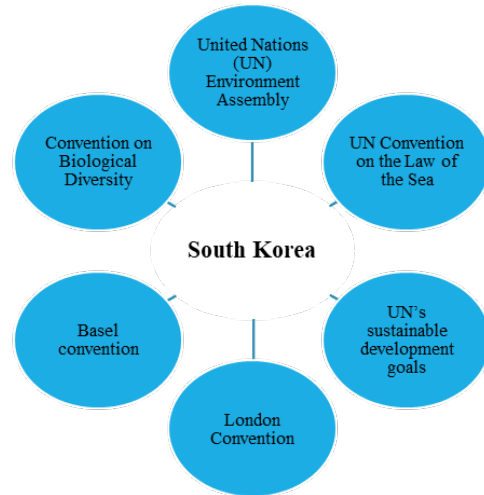 United Nations
(UN)
Environment
Assembly
Convention on
Biological
Diversity
UN Convention
on the Law of
the Sea
South Korea
Basel
convention
UN's
sustainable
development
goals
London
Convention